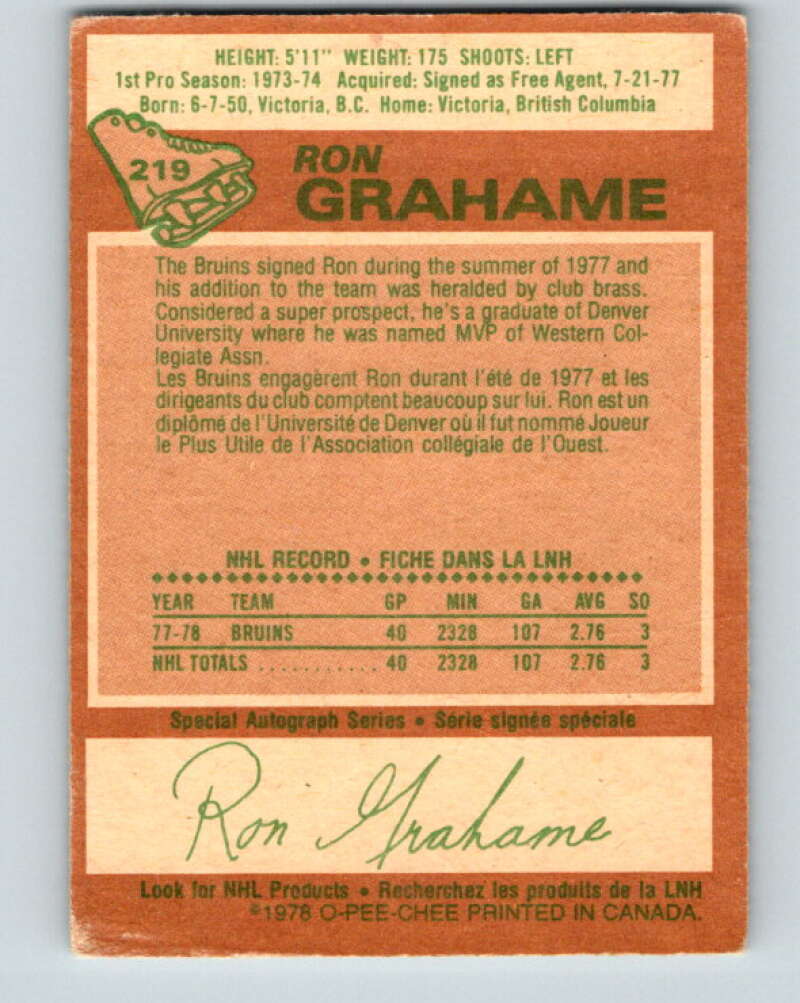 HEIGHT: 5'11" WEIGHT: 175 SHOOTS: LEFT
1st Pro Season: 1973-74 Acquired: Signed as Free Agent, 7-21-77
Born: 6-7-50, Victoria, B.C. Home: Victoria, British Columbia
219
RON
GRAHAME
The Bruins signed Ron during the summer of 1977 and
his addition to the team was heralded by club brass.
Considered a super prospect, he's a graduate of Denver
University where he was named MVP of Western Col-
legiate Assn.
Les Bruins engagèrent Ron durant l'été de 1977 et les
dirigeants du club comptent beaucoup sur lui. Ron est un
diplômé de l'Université de Denver où il fut nommé Joueur
le Plus Utile de l'Association collégiale de l'Ouest.
NHL RECORD • FICHE DANS LA LNH
YEAR TEAM GP MIN GA AVG SO
77-78 BRUINS 40 2328 107 2.76 3
NHL TOTALS ........... 40 2328 107 2.76 3
Special Autograph Series • Série signée spéciale
Ron Grahame
Look for NHL Products • Recherchez les produits de la LNH
©1978 O-PEE-CHEE PRINTED IN CANADA.